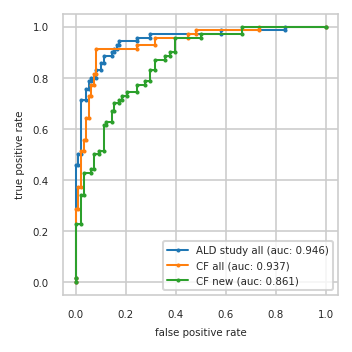 1.0
0.8
0.6
0.4
0.2
0.0
true positive rate
ALD study all (auc: 0.946)
CF all (auc: 0.937)
CF new (auc: 0.861)
0.0 0.2 0.4 0.6 0.8 1.0
false positive rate